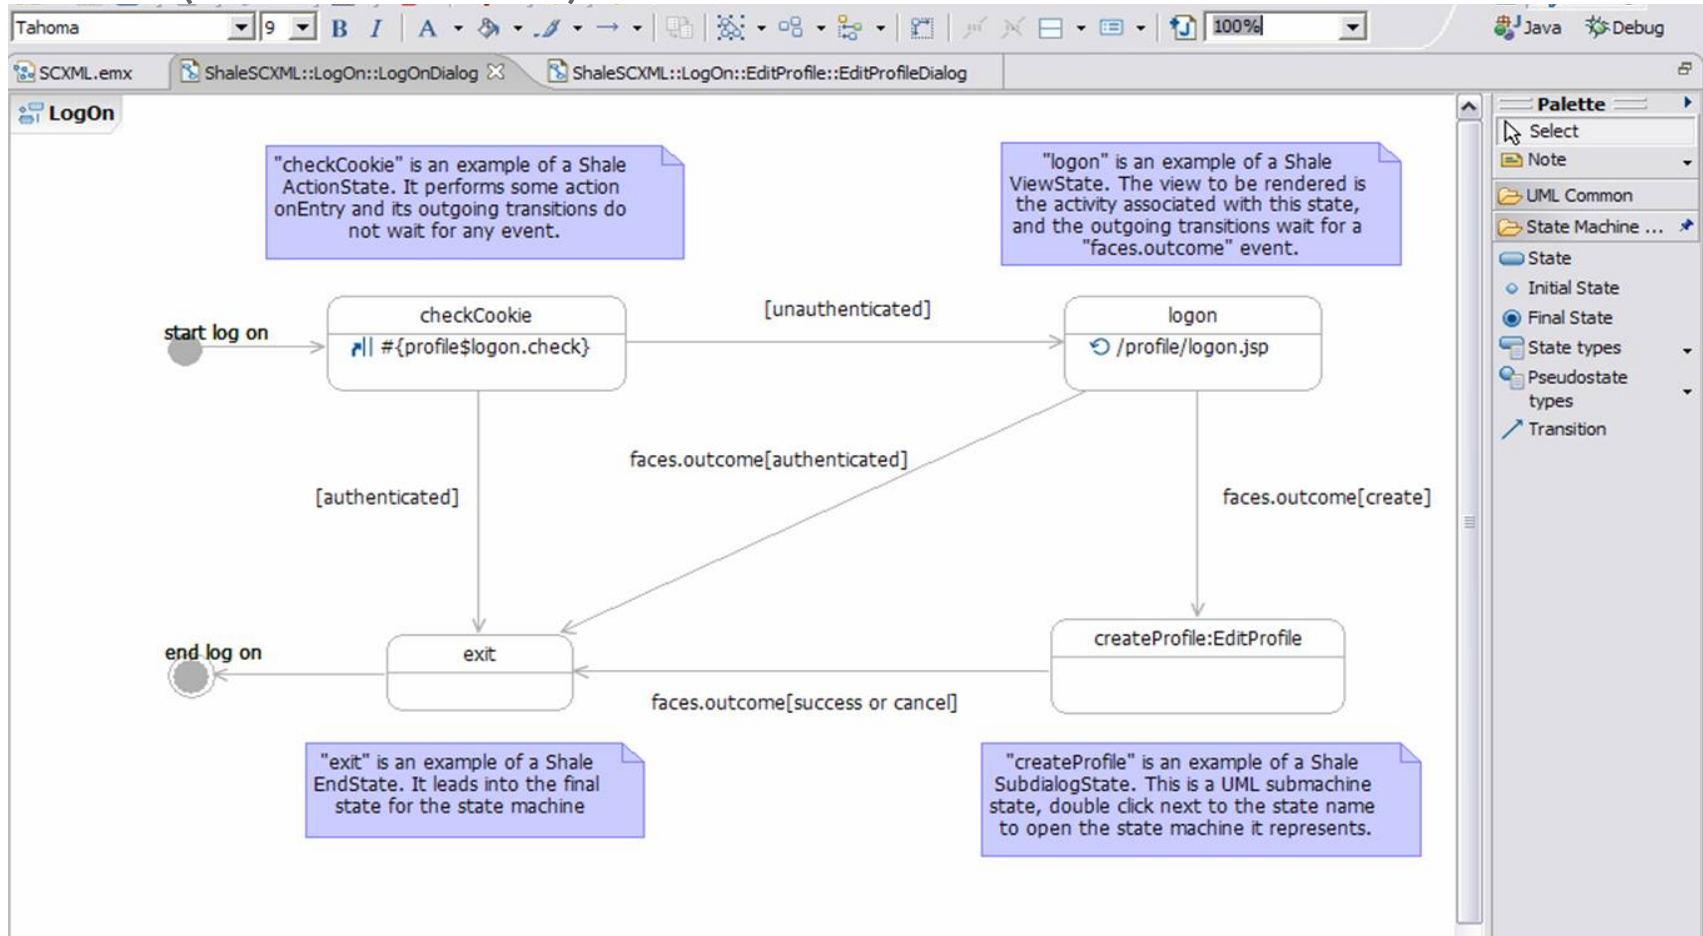 Tahoma
9
B I
A
100%
Java
Debug
SCXML.emx
ShaleSCXML::LogOn::LogOnDialog
ShaleSCXML::LogOn::EditProfile::EditProfileDialog
LogOn
"checkCookie" is an example of a Shale
ActionState. It performs some action
onEntry and its outgoing transitions do
not wait for any event.
"logon" is an example of a Shale
ViewState. The view to be rendered is
the activity associated with this state,
and the outgoing transitions wait for a
"faces.outcome" event.
start log on
checkCookie
#{profile$logon.check}
[unauthenticated]
logon
/profile/logon.jsp
faces.outcome[authenticated]
[authenticated]
faces.outcome[create]
end log on
exit
createProfile:EditProfile
faces.outcome[success or cancel]
"exit" is an example of a Shale
EndState. It leads into the final
state for the state machine
"createProfile" is an example of a Shale
SubdialogState. This is a UML submachine
state, double click next to the state name
to open the state machine it represents.
Palette
Select
Note
UML Common
State Machine ...
State
Initial State
Final State
State types
Pseudostate
types
Transition